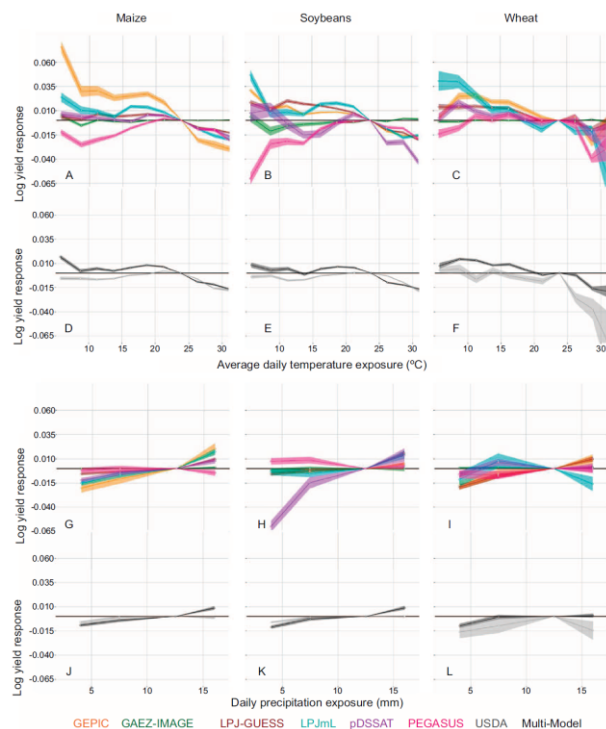 Maize Soybeans Wheat
Log yield response
0.060
0.035
0.010
-0.015
-0.040
-0.065
A B C
Log yield response
0.060
0.035
0.010
-0.015
-0.040
-0.065
D E F
10 15 20 25 30 10 15 20 25 30 10 15 20 25 30
Average daily temperature exposure (ºC)
Log yield response
0.060
0.035
0.010
-0.015
-0.040
-0.065
G H I
Log yield response
0.060
0.035
0.010
-0.015
-0.040
-0.065
J K L
5 10 15 5 10 15 5 10 15
Daily precipitation exposure (mm)
GEPIC GAEZ-IMAGE LPJ-GUESS LPJmL pDSSAT PEGASUS USDA Multi-Model